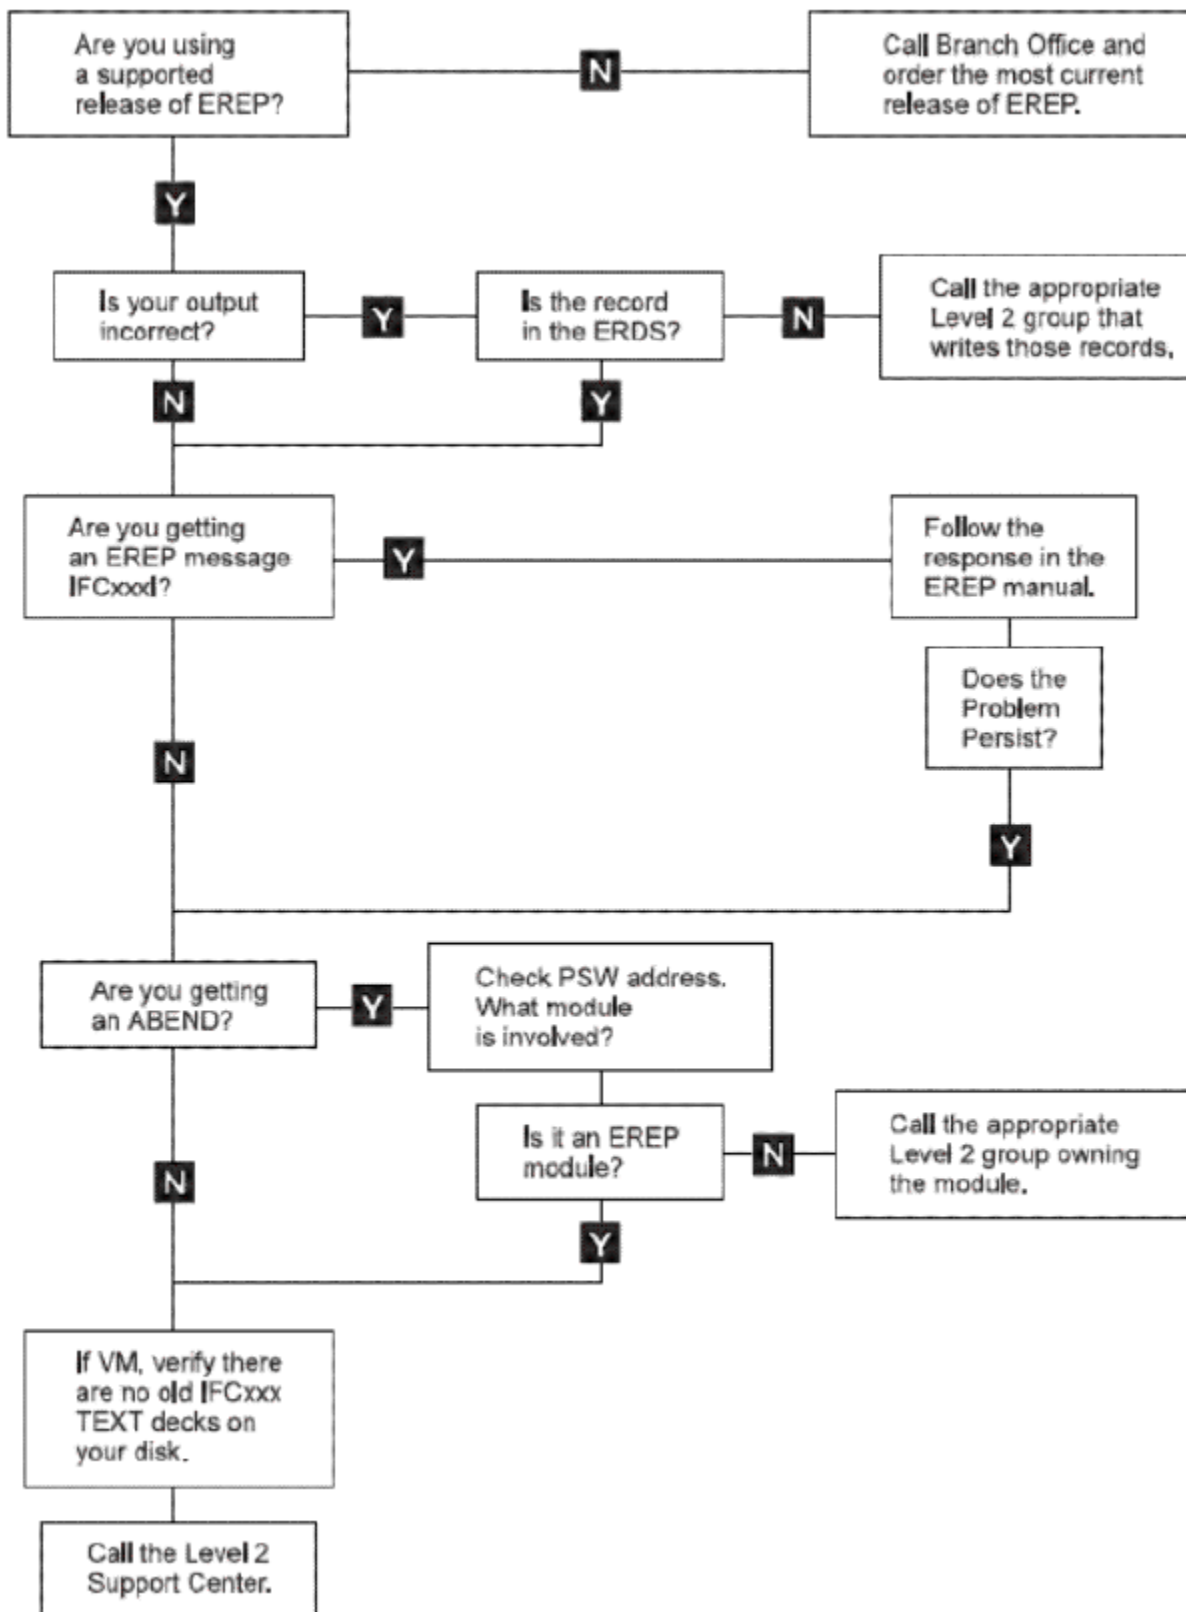 Are you using
a supported
release of EREP?
N
Call Branch Office and
order the most current
release of EREP.
Y
Is your output
incorrect?
Y
Is the record
in the ERDS?
N
Call the appropriate
Level 2 group that
writes those records.
N
Y
Are you getting
an EREP message
IFCxxxI?
Y
Follow the
response in the
EREP manual.
Does the
Problem
Persist?
N
Y
Are you getting
an ABEND?
Y
Check PSW address.
What module
is involved?
Is it an EREP
module?
N
Call the appropriate
Level 2 group owning
the module.
N
Y
If VM, verify there
are no old IFCxxx
TEXT decks on
your disk.
Call the Level 2
Support Center.